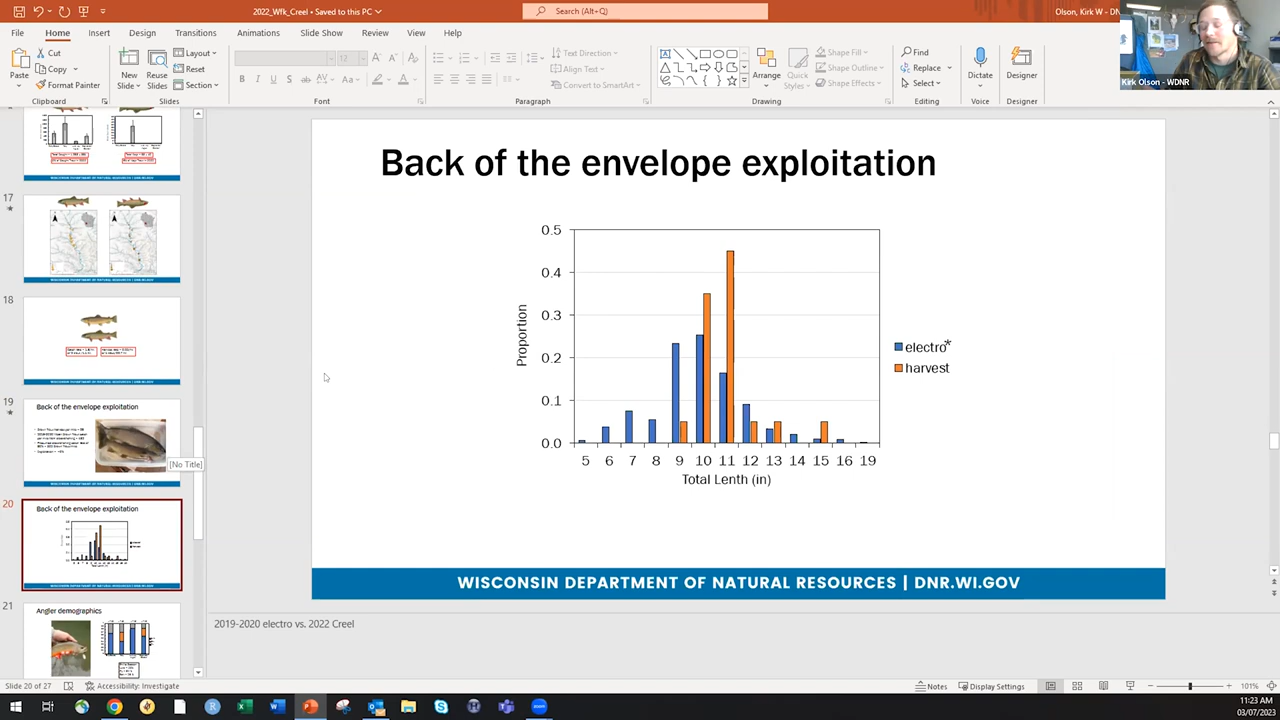 2022_Wfk_Creel • Saved to this PC
Search (Alt+Q)
Olson, Kirk W - DN
File Home Insert Design Transitions Animations Slide Show Review View Help
Paste
Cut
Copy
Format Painter
Clipboard
New Slide
Reuse Slides
Layout
Reset
Section
Slides
12
Font
Text Direction
Align Text
Convert to SmartArt
Paragraph
Arrange
Quick Styles
Shape Fill
Shape Outline
Shape Effects
Drawing
Find
Replace
Select
Editing
Dictate
Voice
Designer
Designer
Kirk Olson - WDNR
17
18
19
Back of the envelope exploitation
[No Title]
20
Back of the envelope exploitation
21
Angler demographics
Back of the envelope exploitation
0.5
0.4
0.3
0.2
0.1
0.0
Proportion
5 6 7 8 9 10 11 12 13 14 15 16 19
Total Lenth (in)
electro*
harvest
WISCONSIN DEPARTMENT OF NATURAL RESOURCES | DNR.WI.GOV
2019-2020 electro vs. 2022 Creel
Slide 20 of 27
Accessibility: Investigate
Notes
Display Settings
101%
11:23 AM
03/07/2023